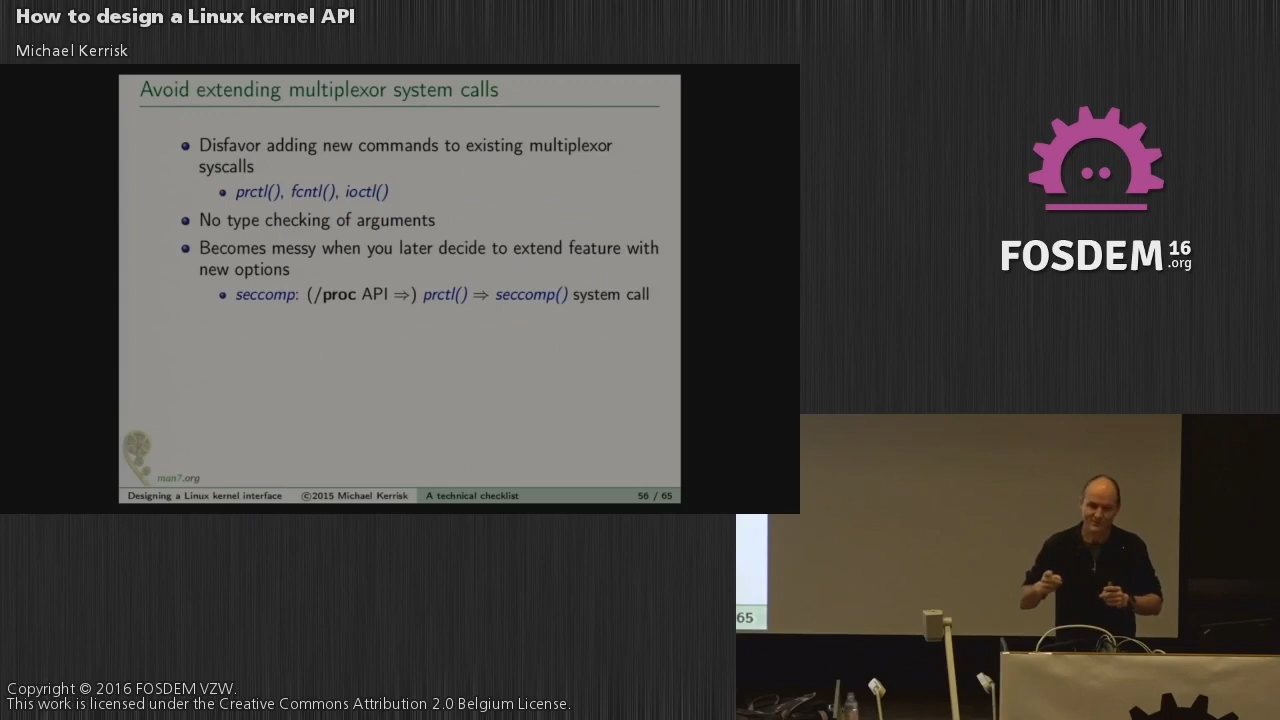 How to design a Linux kernel API
Michael Kerrisk
Avoid extending multiplexor system calls
Disfavor adding new commands to existing multiplexor
syscalls
prctl(), fcntl(), ioctl()
No type checking of arguments
Becomes messy when you later decide to extend feature with
new options
seccomp: (/proc API ⇒) prctl() ⇒ seccomp() system call
man7.org
Designing a Linux kernel interface ©2015 Michael Kerrisk A technical checklist 56 / 65
FOSDEM 16 .org
65
Copyright © 2016 FOSDEM VZW.
This work is licensed under the Creative Commons Attribution 2.0 Belgium License.